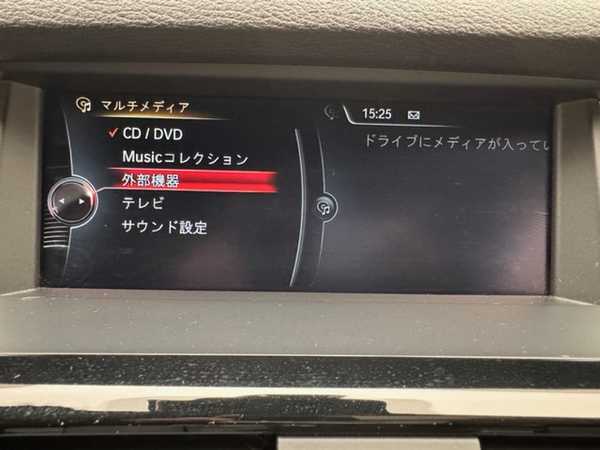 マルチメディア
CD / DVD
Musicコレクション
外部機器
テレビ
サウンド設定
15:25
ドライブにメディアが入ってい